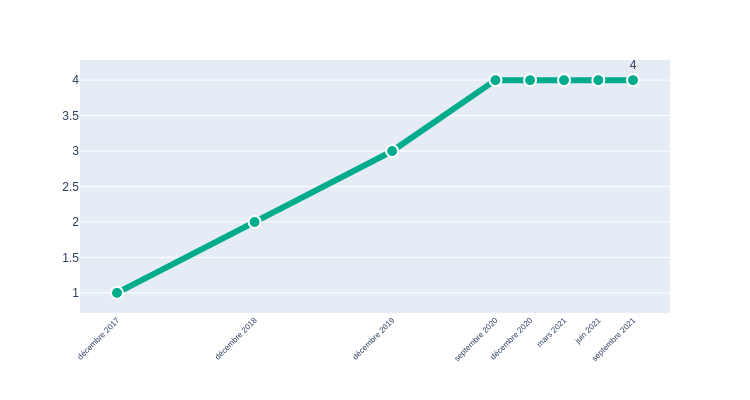 4
4
3.5
3
2.5
2
1.5
1
décembre 2017
décembre 2018
décembre 2019
septembre 2020
décembre 2020
mars 2021
juin 2021
septembre 2021